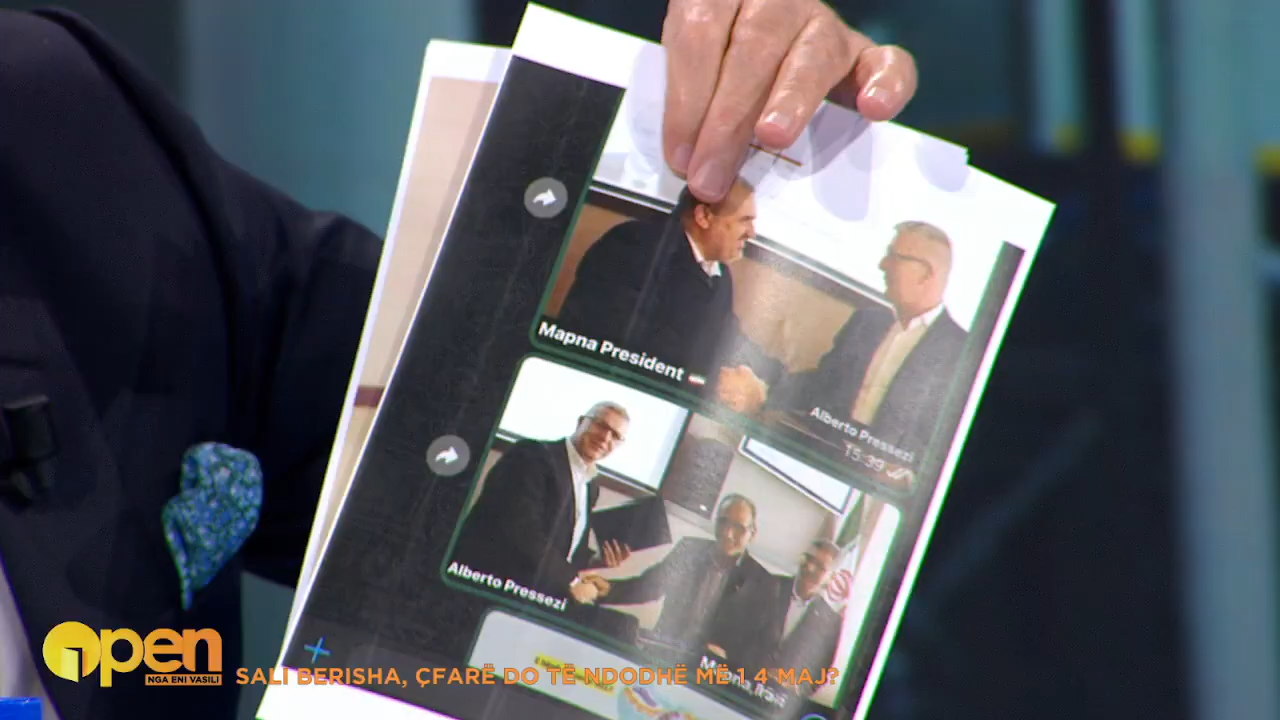 Mapna President
Alberto Pressezi
15:39
Alberto Pressezi
Open
NGA ENI VASILI
SALI BERISHA, ÇFARË DO TË NDODHË MË 14 MAJ?